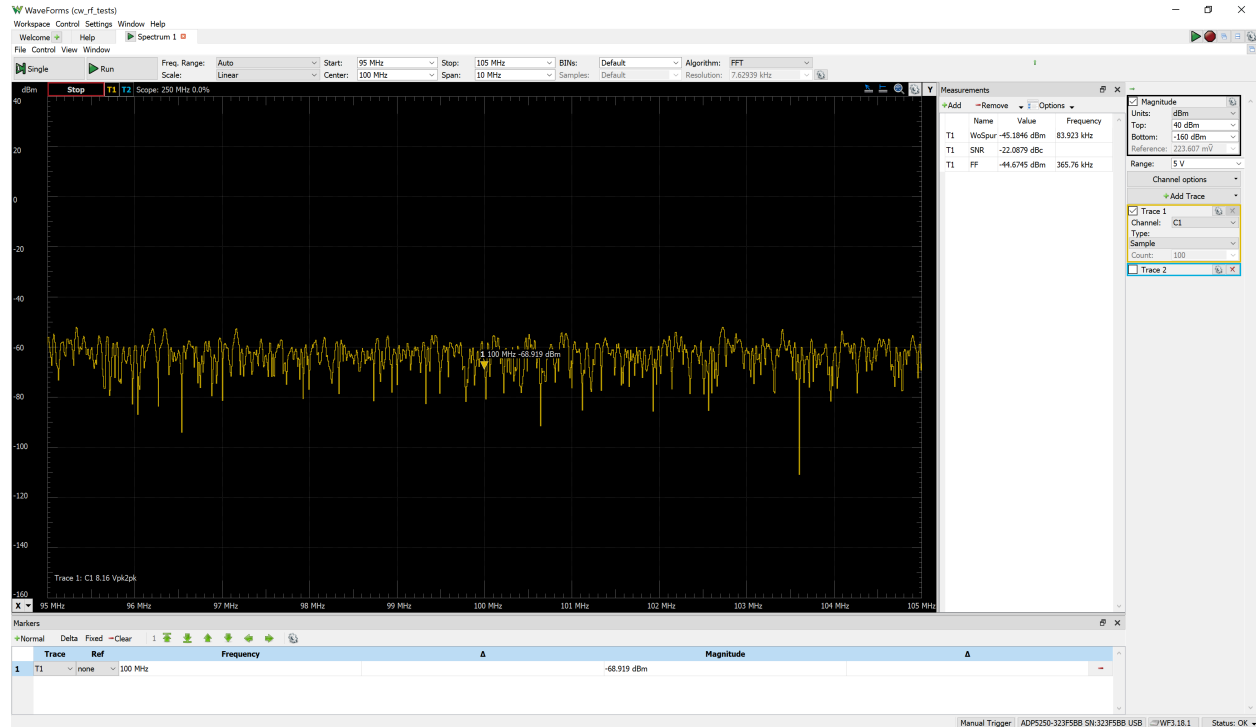 WaveForms (cw_rf_tests)
Workspace Control Settings Window Help
Welcome Help Spectrum 1
File Control View Window
Single Run Freq. Range: Auto Start: 95 MHz Stop: 105 MHz BINs: Default Algorithm: FFT
Scale: Linear Center: 100 MHz Span: 10 MHz Samples: Default Resolution: 7.62939 kHz
dBm Stop T1 T2 Scope: 250 MHz 0.0% Y
40
20
0
-20
-40
-60
-80
-100
-120
-140
-160
1 100 MHz -68.919 dBm
Trace 1: C1 8.16 Vpk2pk
X 95 MHz 96 MHz 97 MHz 98 MHz 99 MHz 100 MHz 101 MHz 102 MHz 103 MHz 104 MHz 105 MHz
Measurements
Add Remove Options
Name Value Frequency
T1 WoSpur -45.1846 dBm 83.923 kHz
T1 SNR -22.0879 dBc
T1 FF -44.6745 dBm 365.76 kHz
Magnitude
Units: dBm
Top: 40 dBm
Bottom: -160 dBm
Reference: 223.607 mV
Range: 5 V
Channel options
Add Trace
Trace 1
Channel: C1
Type:
Sample
Count: 100
Trace 2
Markers
Normal Delta Fixed Clear 1
Trace Ref Frequency Δ Magnitude Δ
1 T1 none 100 MHz -68.919 dBm
Manual Trigger ADP5250-323F5BB SN:323F5BB USB WF3.18.1 Status: OK